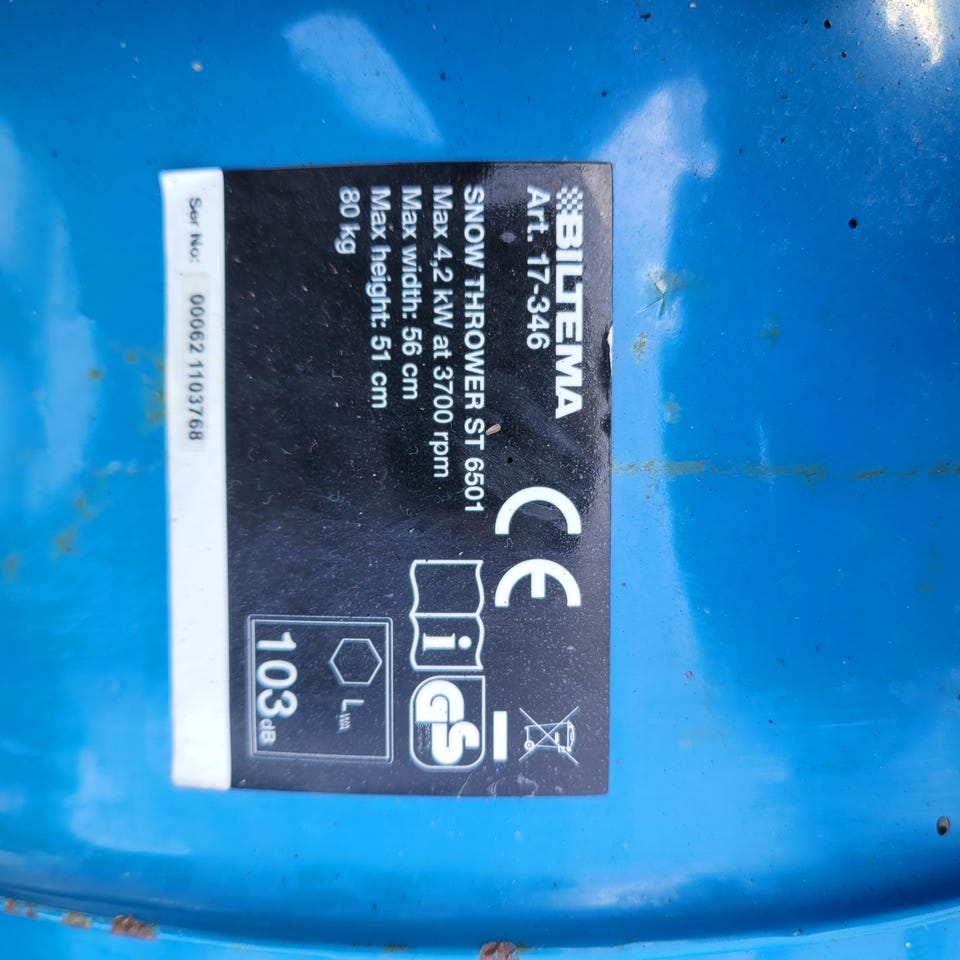 BILTEMA
Art. 17-346
SNOW THROWER ST 6501
Max 4,2 kW at 3700 rpm
Max width: 56 cm
Max height: 51 cm
80 kg
CE
i
GS
LWA
103 dB
Ser No: 00062 1103768